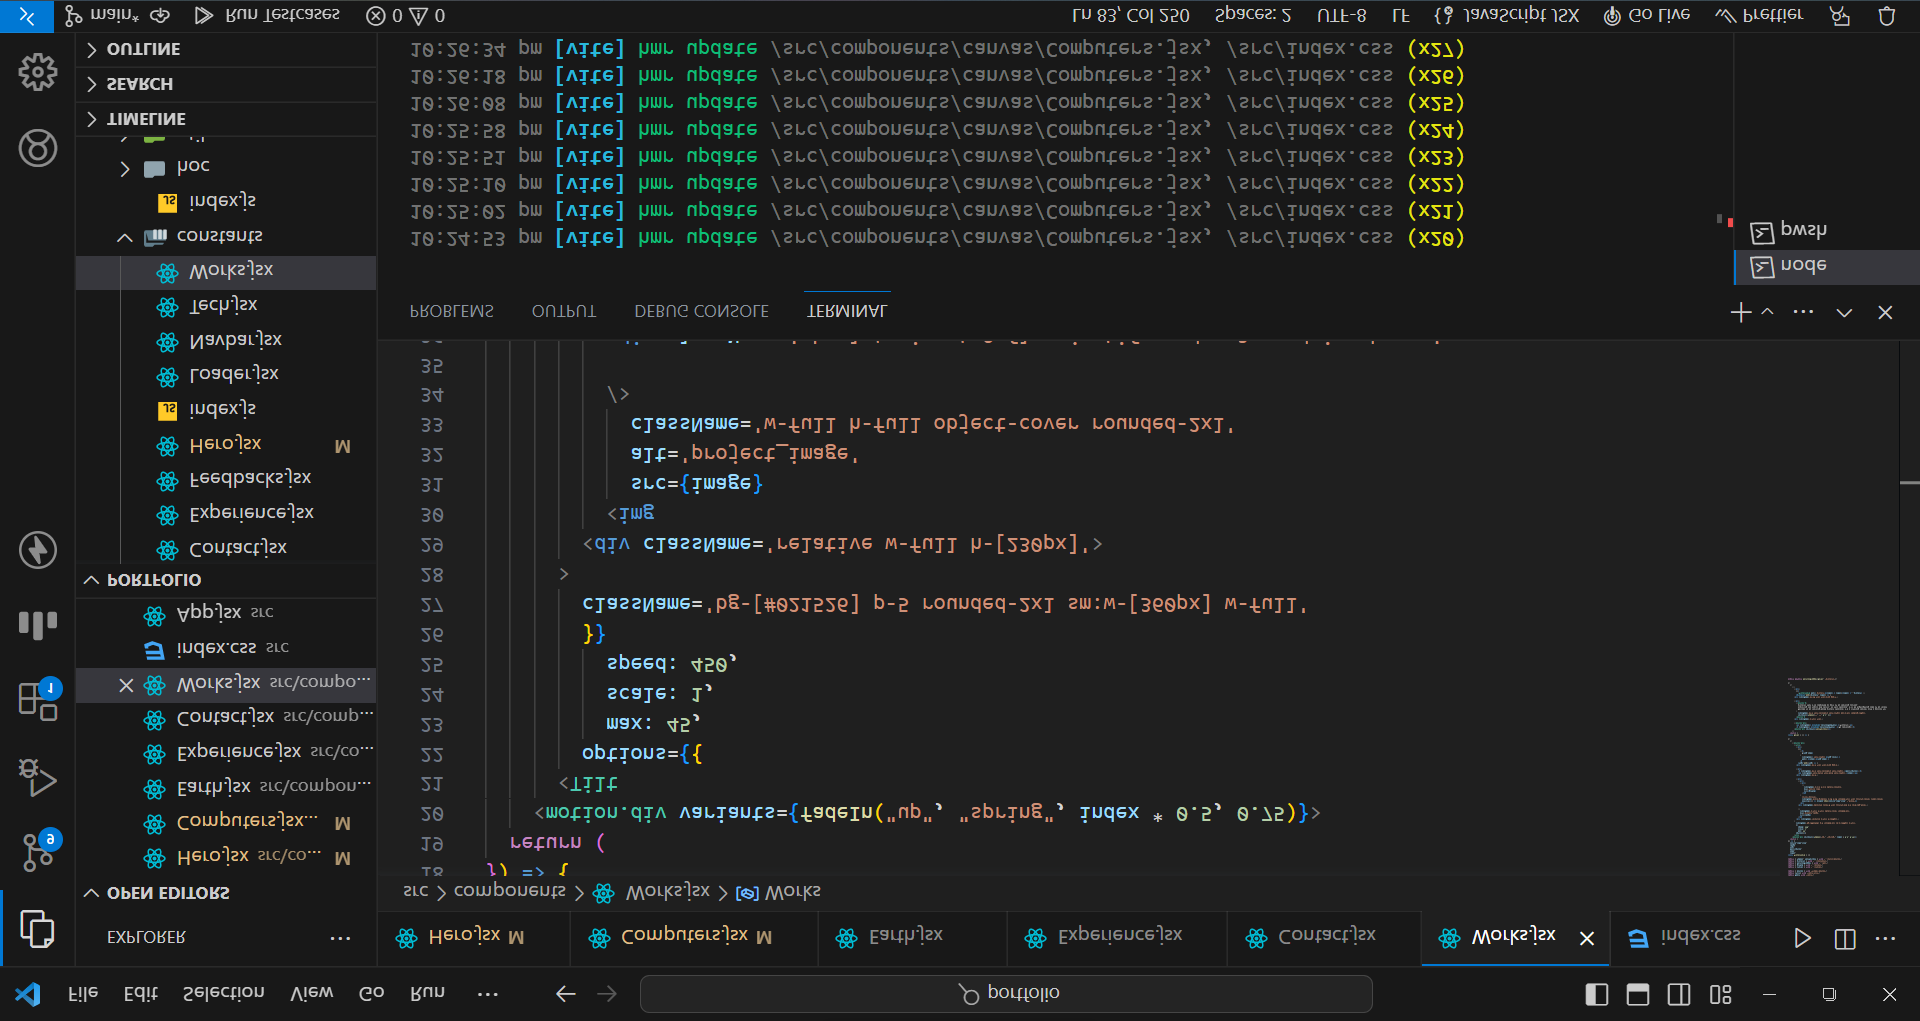 File Edit Selection View Go Run ...
portfolio
EXPLORER
Hero.jsx M
Computers.jsx M
Earth.jsx
Experience.jsx
Contact.jsx
Works.jsx
index.css
src > components > Works.jsx > Works
OPEN EDITORS
Hero.jsx src/co... M
Computers.jsx... M
Earth.jsx src\compon...
Experience.jsx src/co...
Contact.jsx src/comp...
Works.jsx src\compo...
index.css src
App.jsx src
PORTFOLIO
Contact.jsx
Experience.jsx
Feedbacks.jsx
Hero.jsx M
index.js
Loader.jsx
Navbar.jsx
Tech.jsx
Works.jsx
constants
index.js
hoc
TIMELINE
SEARCH
OUTLINE
9
1
18 }) => {
19 return (
20 <motion.div variants={fadeIn("up", "spring", index * 0.5, 0.75)}>
21 <Tilt
22 options={{
23 max: 45,
24 scale: 1,
25 speed: 450,
26 }}
27 className='bg-[#021526] p-5 rounded-2xl sm:w-[360px] w-full'
28 >
29 <div className='relative w-full h-[230px]'>
30 <img
31 src={image}
32 alt='project_image'
33 className='w-full h-full object-cover rounded-2xl'
34 />
35
PROBLEMS OUTPUT DEBUG CONSOLE TERMINAL
10:24:53 pm [vite] hmr update /src/components/canvas/Computers.jsx, /src/index.css (x20)
10:25:02 pm [vite] hmr update /src/components/canvas/Computers.jsx, /src/index.css (x21)
10:25:10 pm [vite] hmr update /src/components/canvas/Computers.jsx, /src/index.css (x22)
10:25:51 pm [vite] hmr update /src/components/canvas/Computers.jsx, /src/index.css (x23)
10:25:58 pm [vite] hmr update /src/components/canvas/Computers.jsx, /src/index.css (x24)
10:26:08 pm [vite] hmr update /src/components/canvas/Computers.jsx, /src/index.css (x25)
10:26:18 pm [vite] hmr update /src/components/canvas/Computers.jsx, /src/index.css (x26)
10:26:34 pm [vite] hmr update /src/components/canvas/Computers.jsx, /src/index.css (x27)
node
pwsh
main* Run Testcases 0 0 Ln 83, Col 250 Spaces: 2 UTF-8 LF JavaScript JSX Go Live Prettier